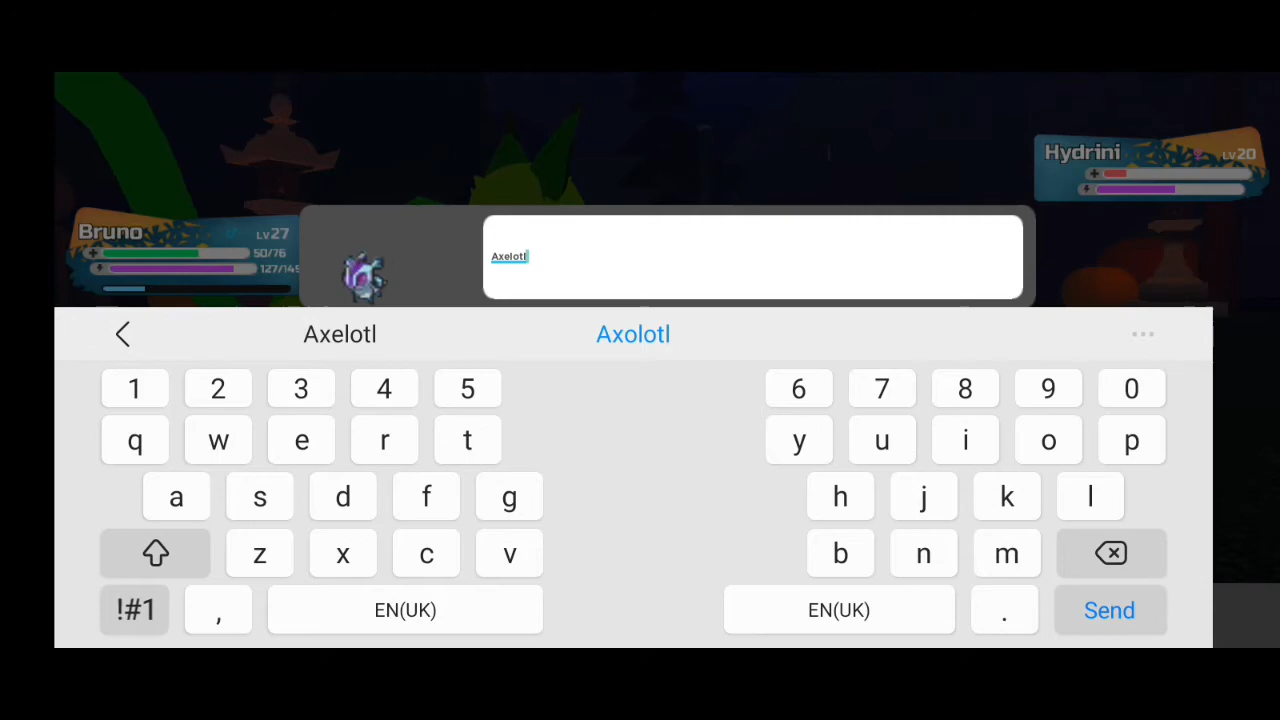 Hydrini LV20
Bruno LV27
50/76
127/149
Axelotl
Axelotl Axolotl ...
1 2 3 4 5 6 7 8 9 0
q w e r t y u i o p
a s d f g h j k l
z x c v b n m
!#1 , EN(UK) EN(UK) . Send